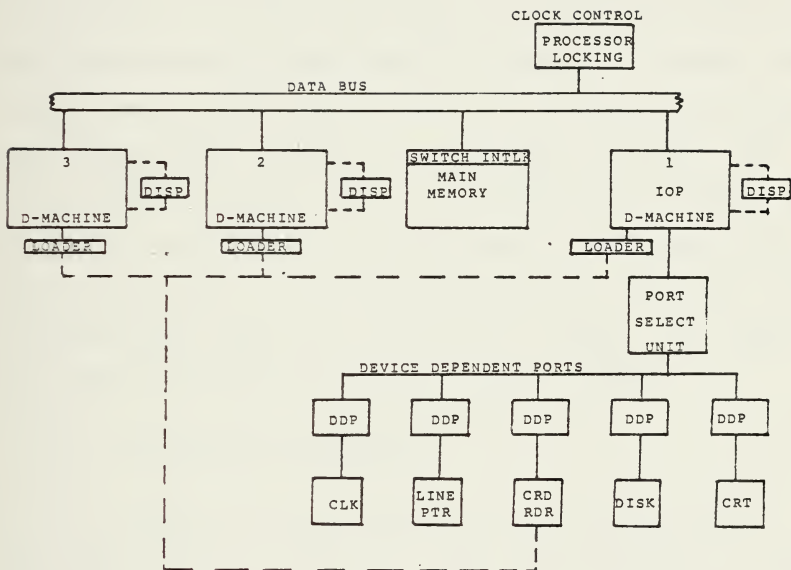 CLOCK CONTROL
PROCESSOR
LOCKING
DATA BUS
3
D-MACHINE
DISP
LOADER
2
D-MACHINE
DISP
LOADER
SWITCH INTLK
MAIN
MEMORY
1
IOP
D-MACHINE
DISP
LOADER
PORT
SELECT
UNIT
DEVICE DEPENDENT PORTS
DDP
DDP
DDP
DDP
DDP
CLK
LINE
PTR
CRD
RDR
DISK
CRT